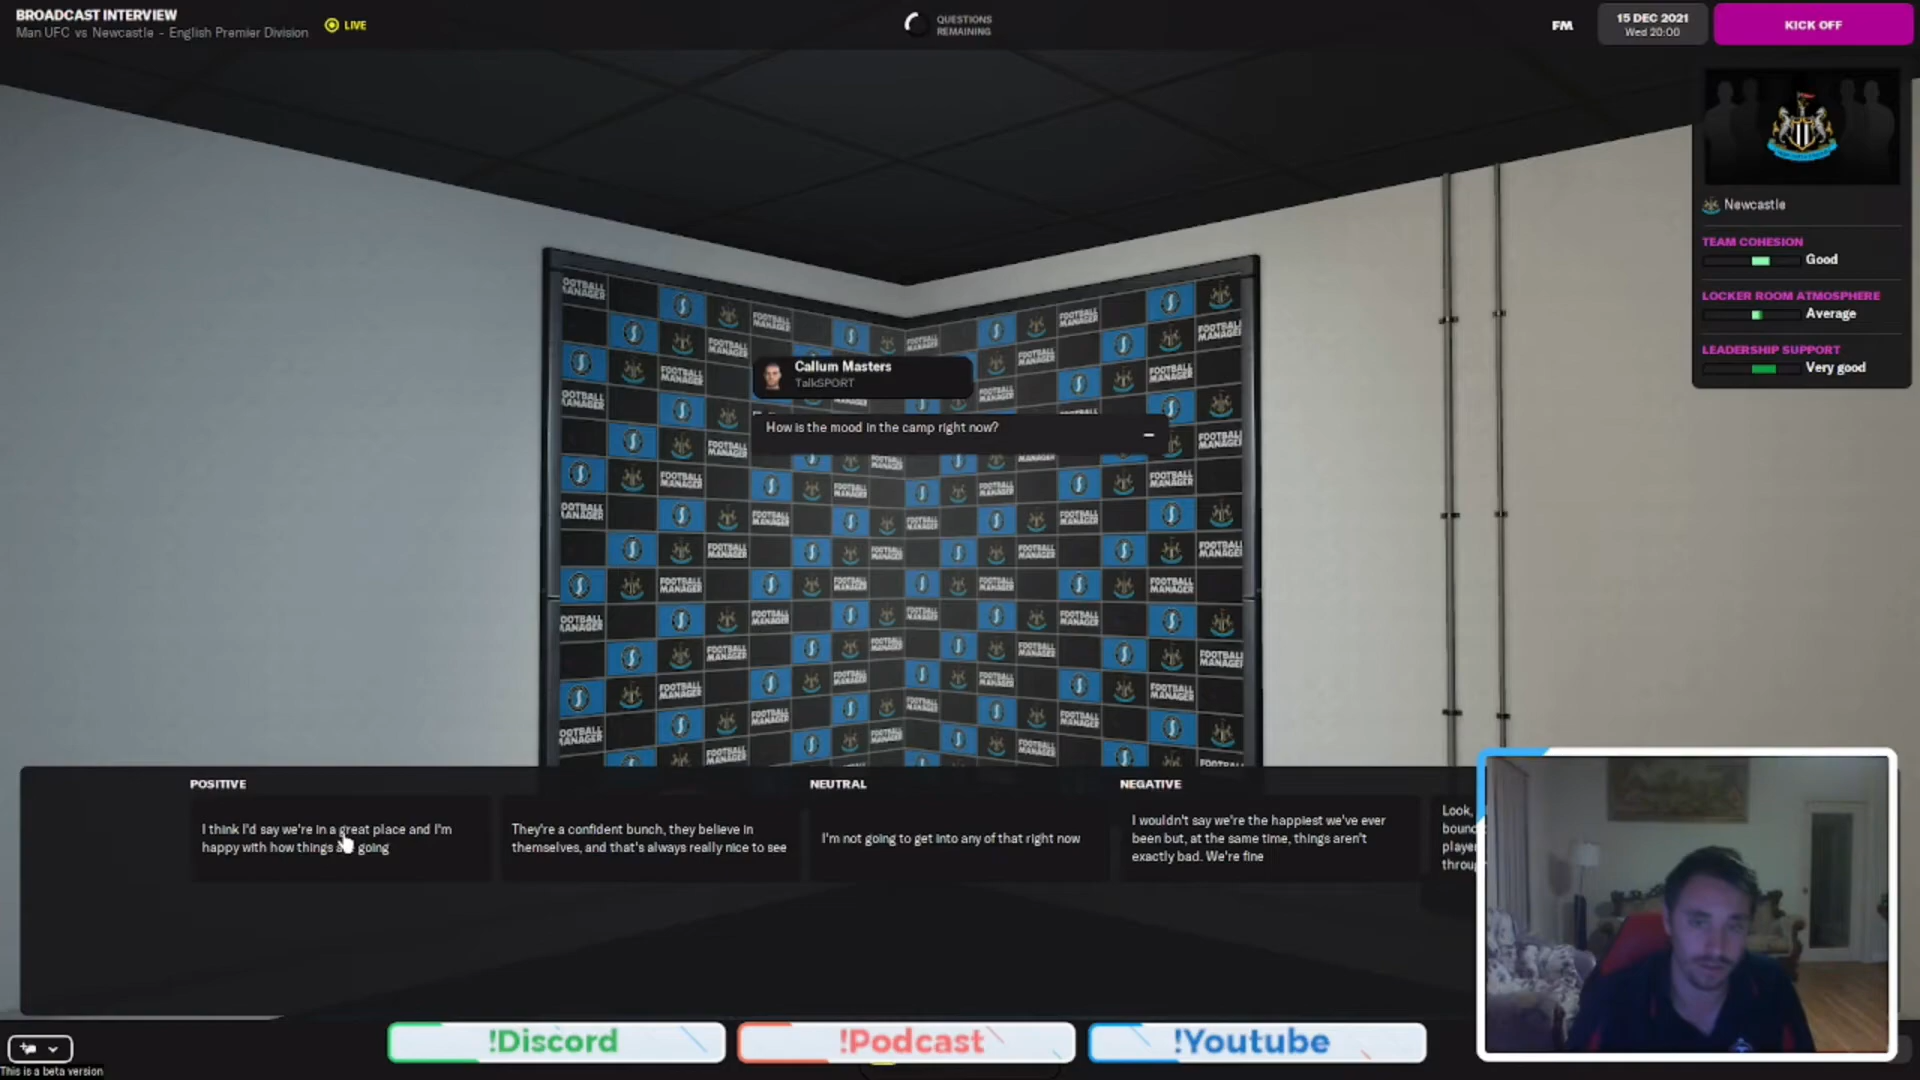 BROADCAST INTERVIEW
Man UFC vs Newcastle - English Premier Division
LIVE
QUESTIONS
REMAINING
FM
15 DEC 2021
Wed 20:00
KICK OFF
Newcastle
TEAM COHESION
Good
LOCKER ROOM ATMOSPHERE
Average
LEADERSHIP SUPPORT
Very good
FOOTBALL
MANAGER
Callum Masters
TalkSPORT
How is the mood in the camp right now?
POSITIVE
NEUTRAL
NEGATIVE
I think I'd say we're in a great place and I'm
happy with how things going
They're a confident bunch, they believe in
themselves, and that's always really nice to see
I'm not going to get into any of that right now
I wouldn't say we're the happiest we've ever
been but, at the same time, things aren't
exactly bad. We're fine
Look,
!Discord
!Podcast
!Youtube
This is a beta version